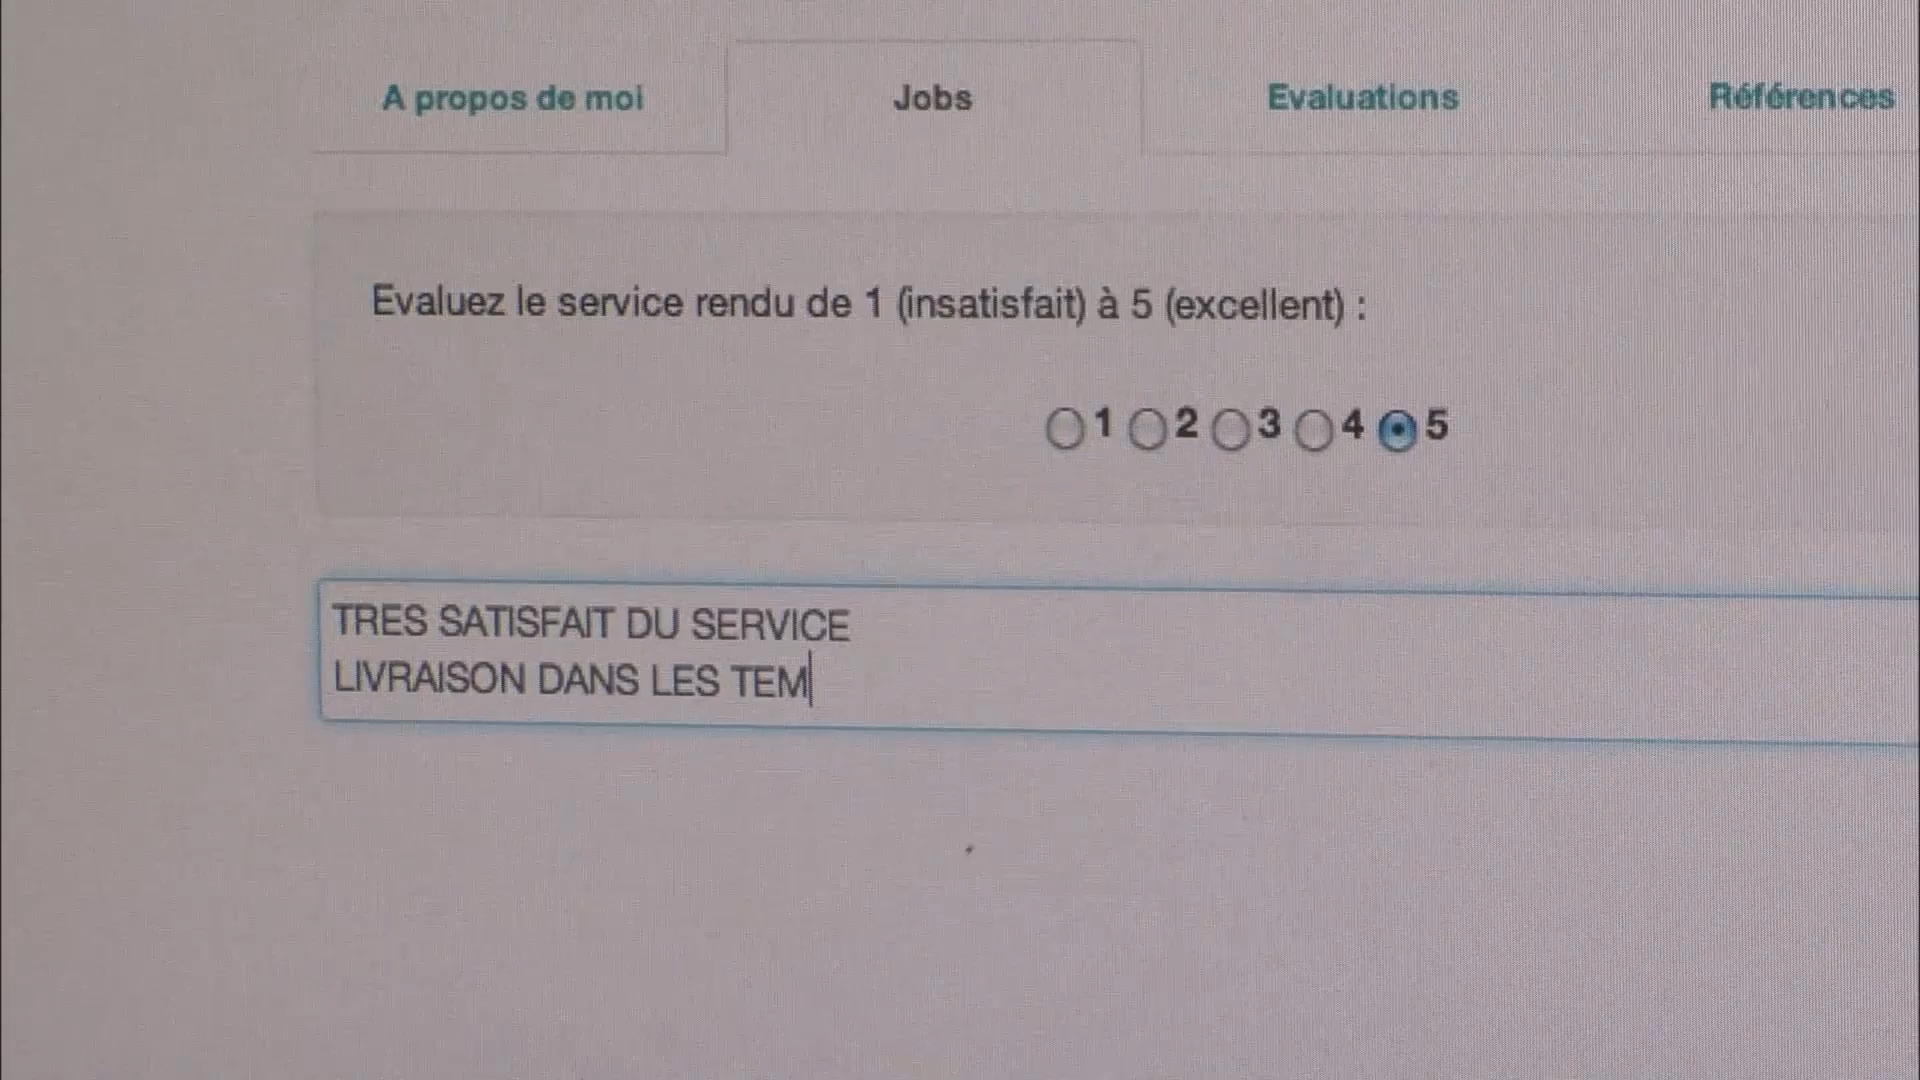 A propos de moi
Jobs
Evaluations
Références
Evaluez le service rendu de 1 (insatisfait) à 5 (excellent) :
1 2 3 4 5
TRES SATISFAIT DU SERVICE
LIVRAISON DANS LES TEM